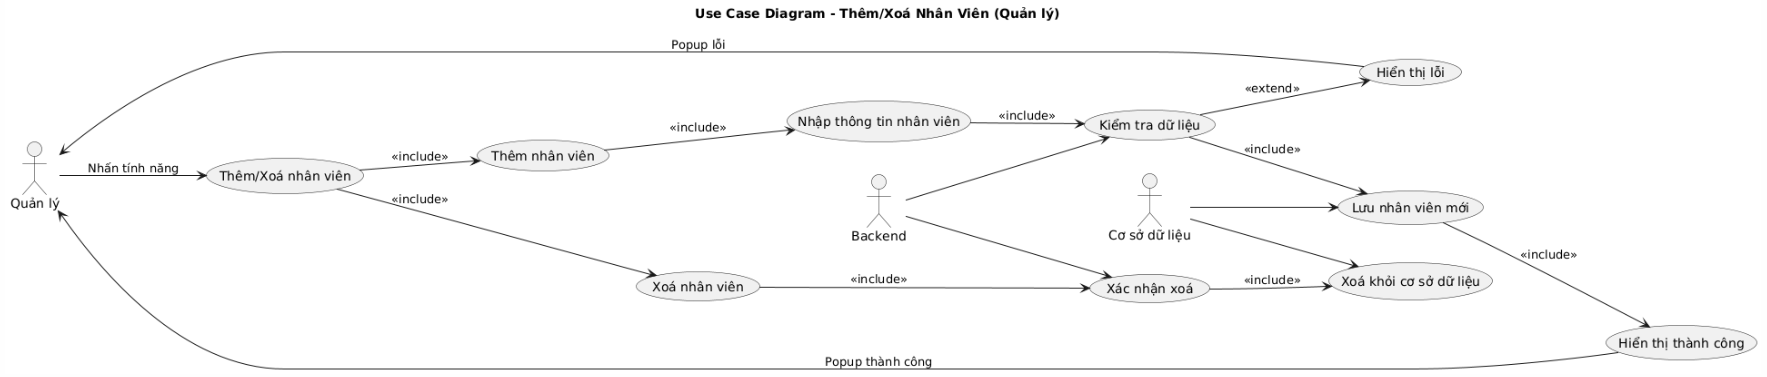 Use Case Diagram - Thêm/Xoá Nhân Viên (Quản lý)
Popup lỗi
Hiển thị lỗi
«extend»
Nhập thông tin nhân viên
«include»
Kiểm tra dữ liệu
«include»
Thêm nhân viên
«include»
«include»
Nhấn tính năng
Thêm/Xoá nhân viên
Quản lý
«include»
Backend
Cơ sở dữ liệu
Lưu nhân viên mới
«include»
Xoá nhân viên
«include»
Xác nhận xoá
«include»
Xoá khỏi cơ sở dữ liệu
Hiển thị thành công
Popup thành công